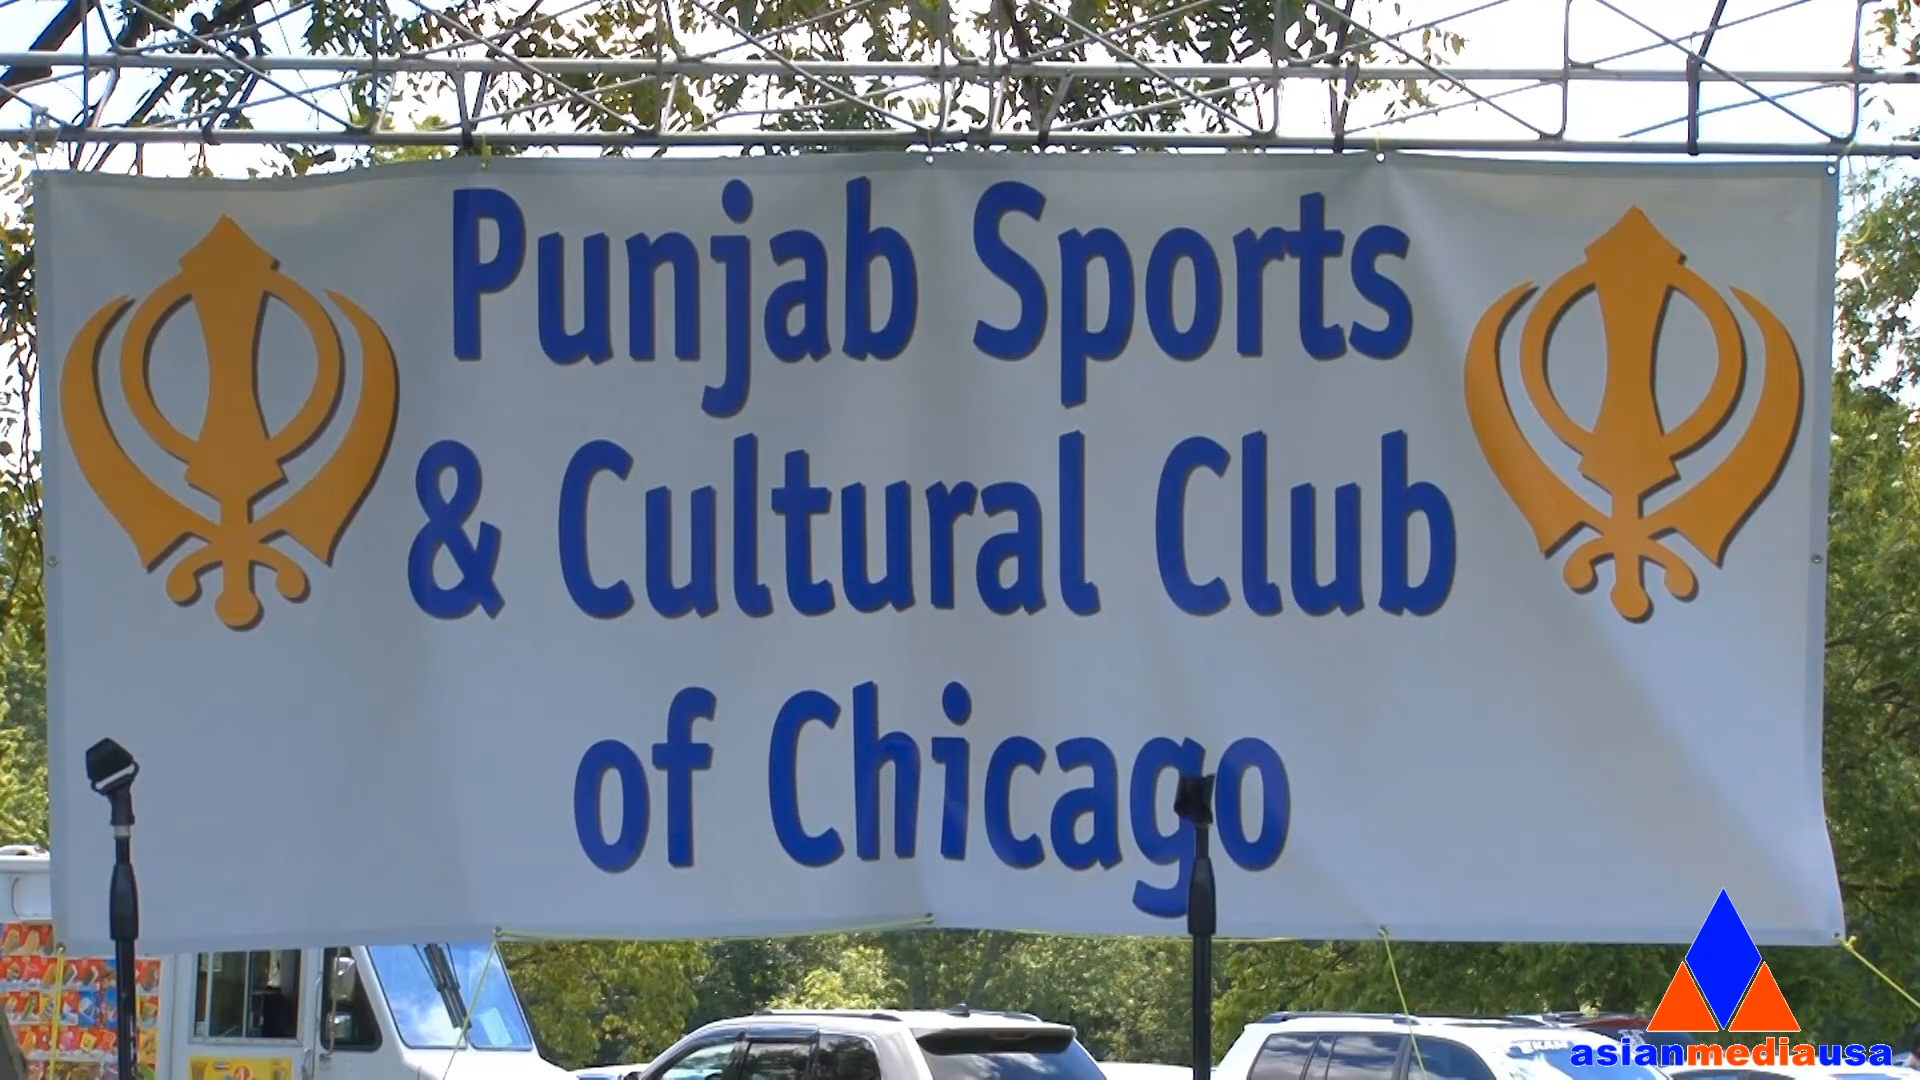 Punjab Sports
& Cultural Club
of Chicago
asianmediausa